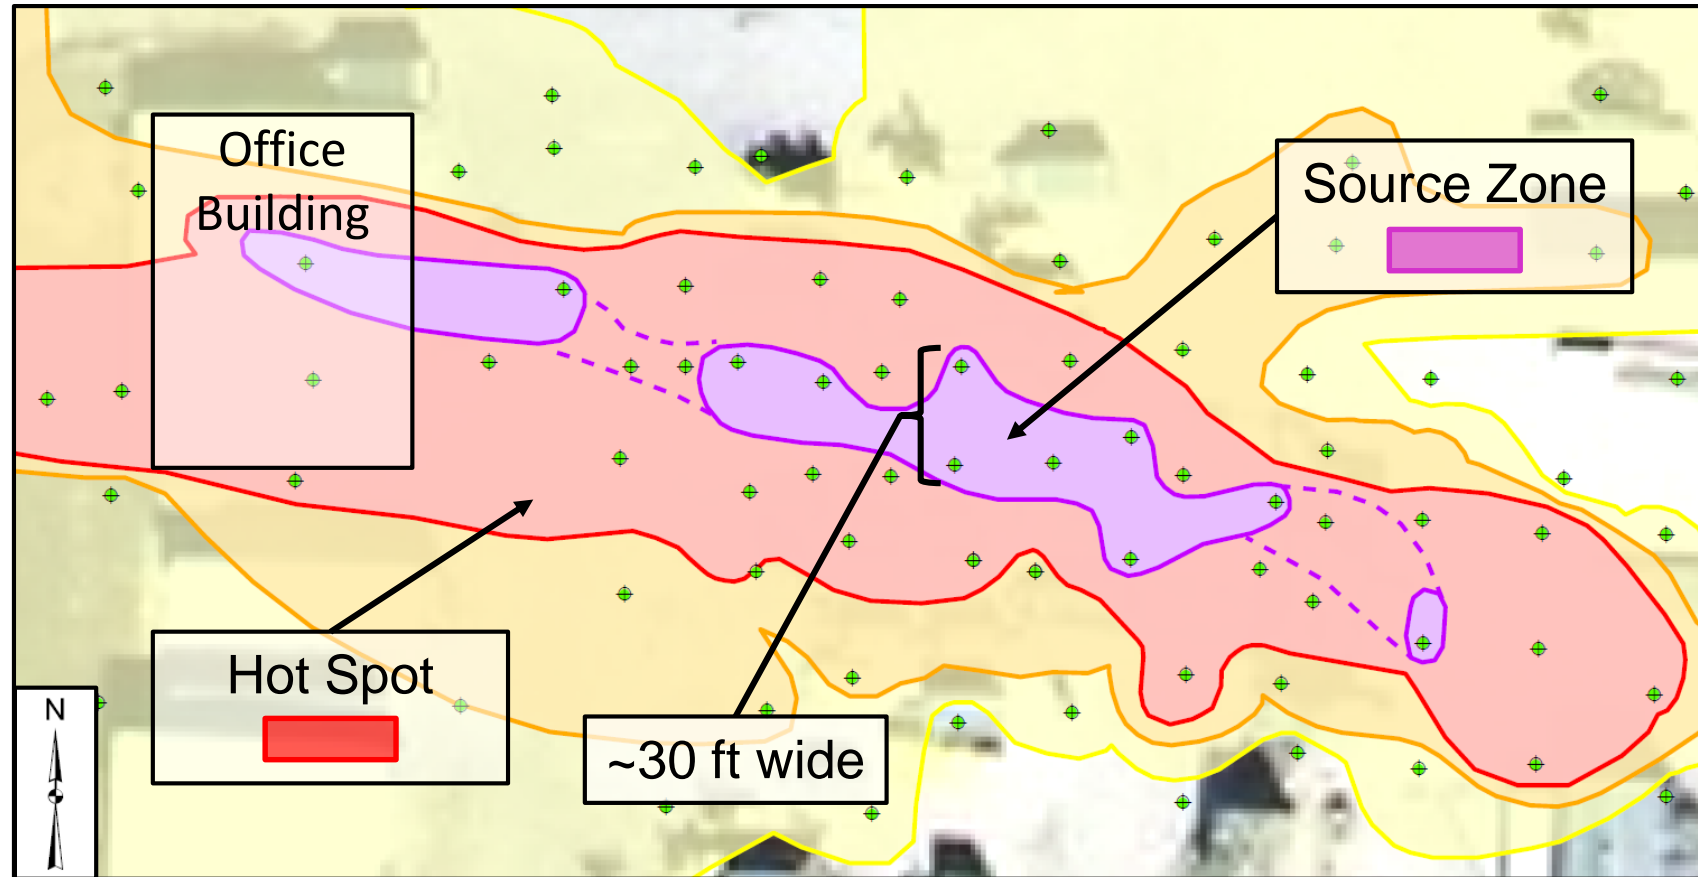 Office
Building
Source Zone
Hot Spot
~30 ft wide
N